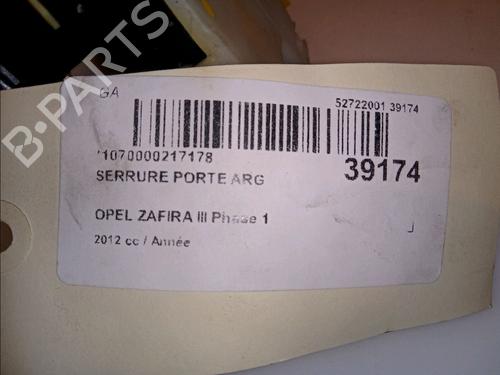 B-PARTS
GA
52722001 39174
'1070000217178
39174
SERRURE PORTE ARG
OPEL ZAFIRA III Phase 1
2012 cc / Année